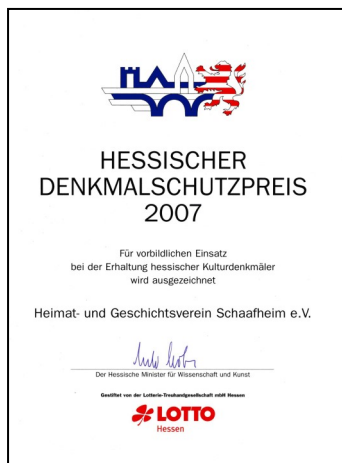 HESSISCHER
DENKMALSCHUTZPREIS
2007
Für vorbildlichen Einsatz
bei der Erhaltung hessischer Kulturdenkmäler
wird ausgezeichnet
Heimat- und Geschichtsverein Schaafheim e.V.
Der Hessische Minister für Wissenschaft und Kunst
Gestiftet von der Lotterie-Treuhandgesellschaft mbH Hessen
LOTTO
Hessen